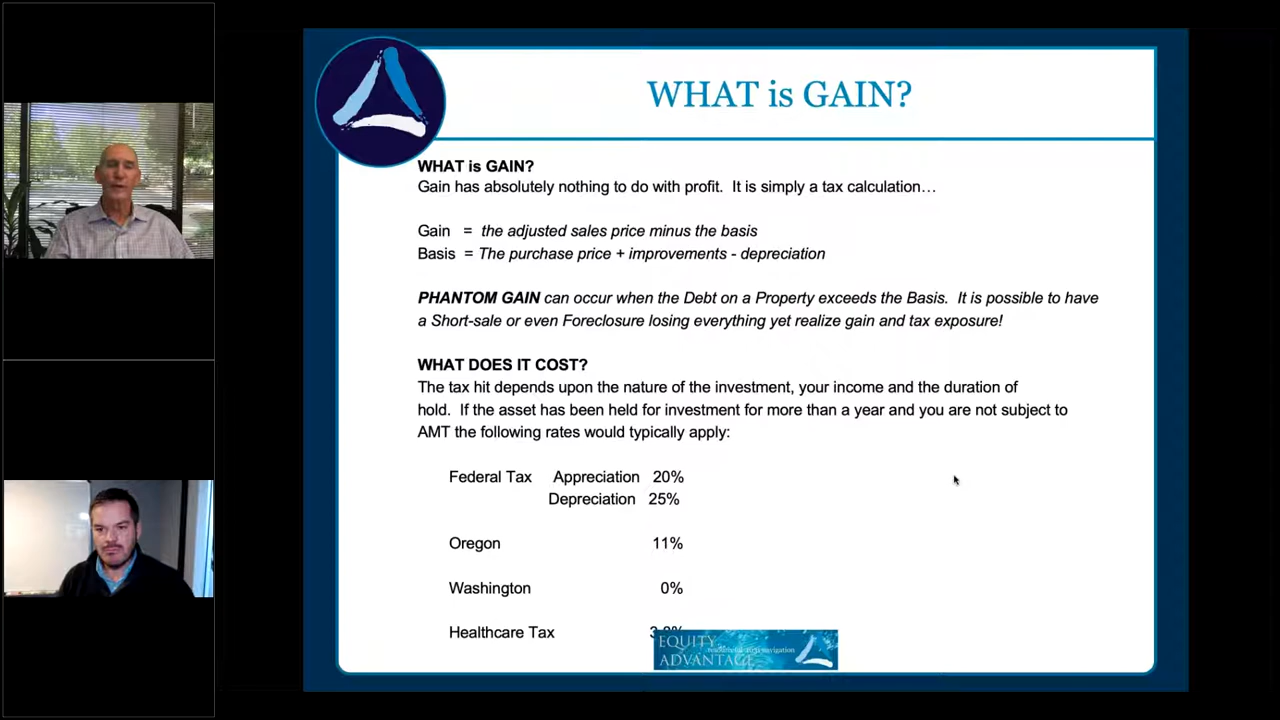 WHAT is GAIN?
WHAT is GAIN?
Gain has absolutely nothing to do with profit. It is simply a tax calculation…
Gain = the adjusted sales price minus the basis
Basis = The purchase price + improvements - depreciation
PHANTOM GAIN can occur when the Debt on a Property exceeds the Basis. It is possible to have
a Short-sale or even Foreclosure losing everything yet realize gain and tax exposure!
WHAT DOES IT COST?
The tax hit depends upon the nature of the investment, your income and the duration of
hold. If the asset has been held for investment for more than a year and you are not subject to
AMT the following rates would typically apply:
Federal Tax Appreciation 20%
Depreciation 25%
Oregon 11%
Washington 0%
Healthcare Tax
EQUITY
ADVANTAGE
navigation